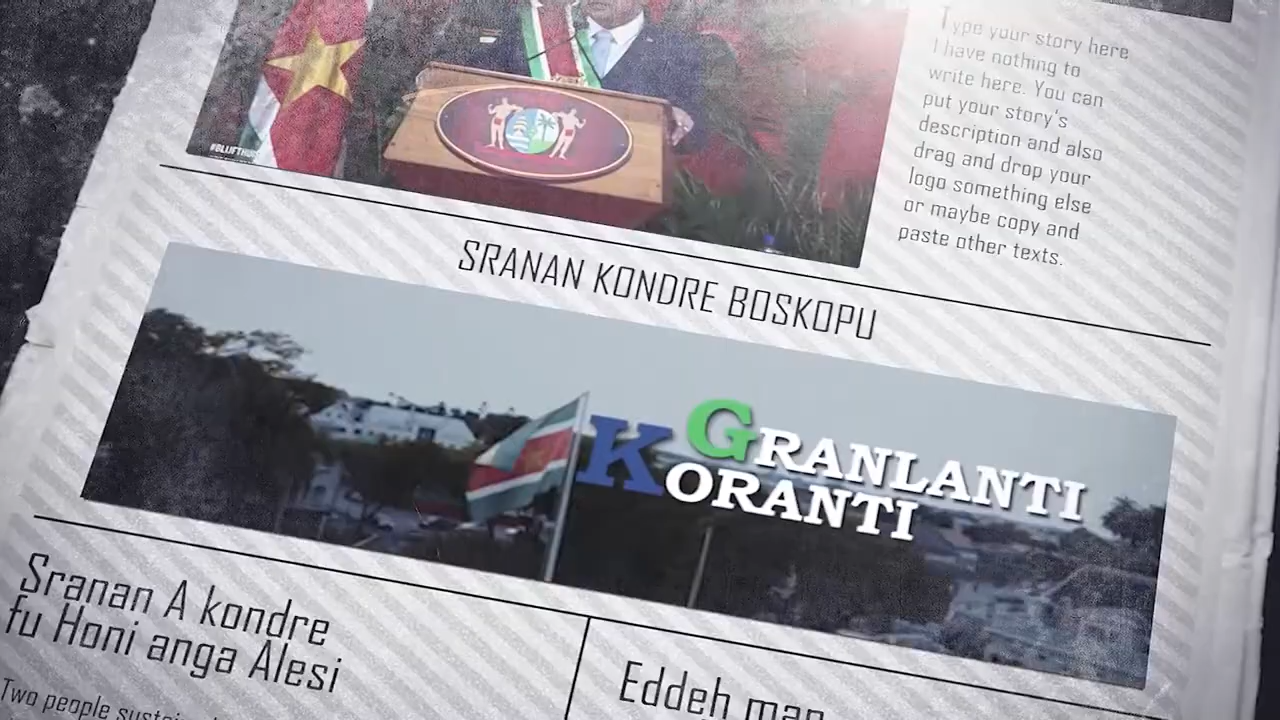 Type your story here
I have nothing to
write here. You can
put your story's
description and also
drag and drop your
logo something else
or maybe copy and
paste other texts.
SRANAN KONDRE BOSKOPU
GRANLANTI
KORANTI
Sranan A kondre
fu Honi anga Alesi
Two people
Eddeh man